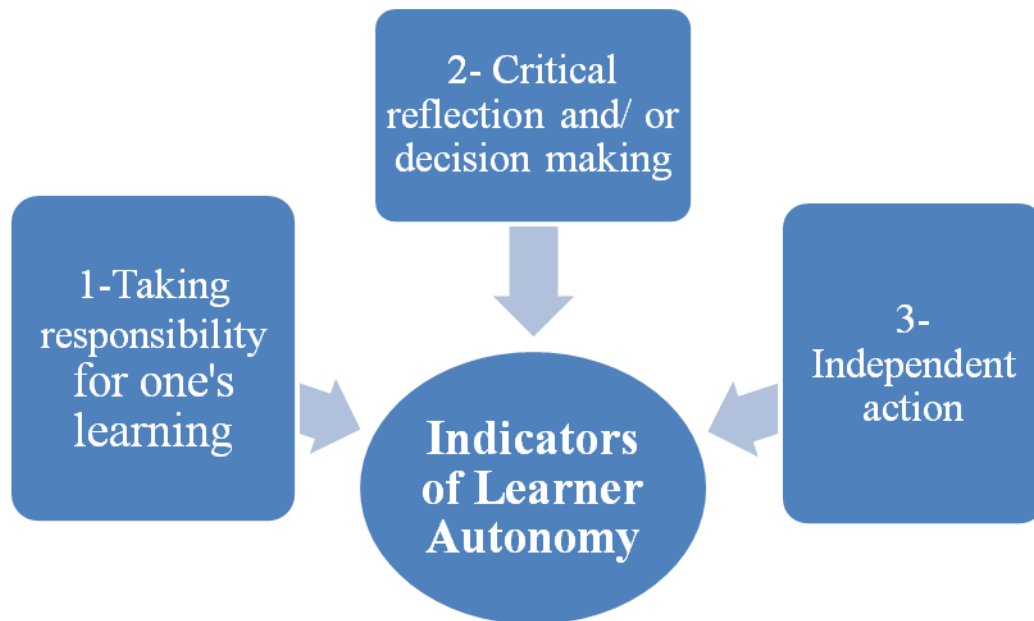 1-Taking
responsibility
for one's
learning
2- Critical
reflection and/ or
decision making
3-
Independent
action
Indicators
of Learner
Autonomy